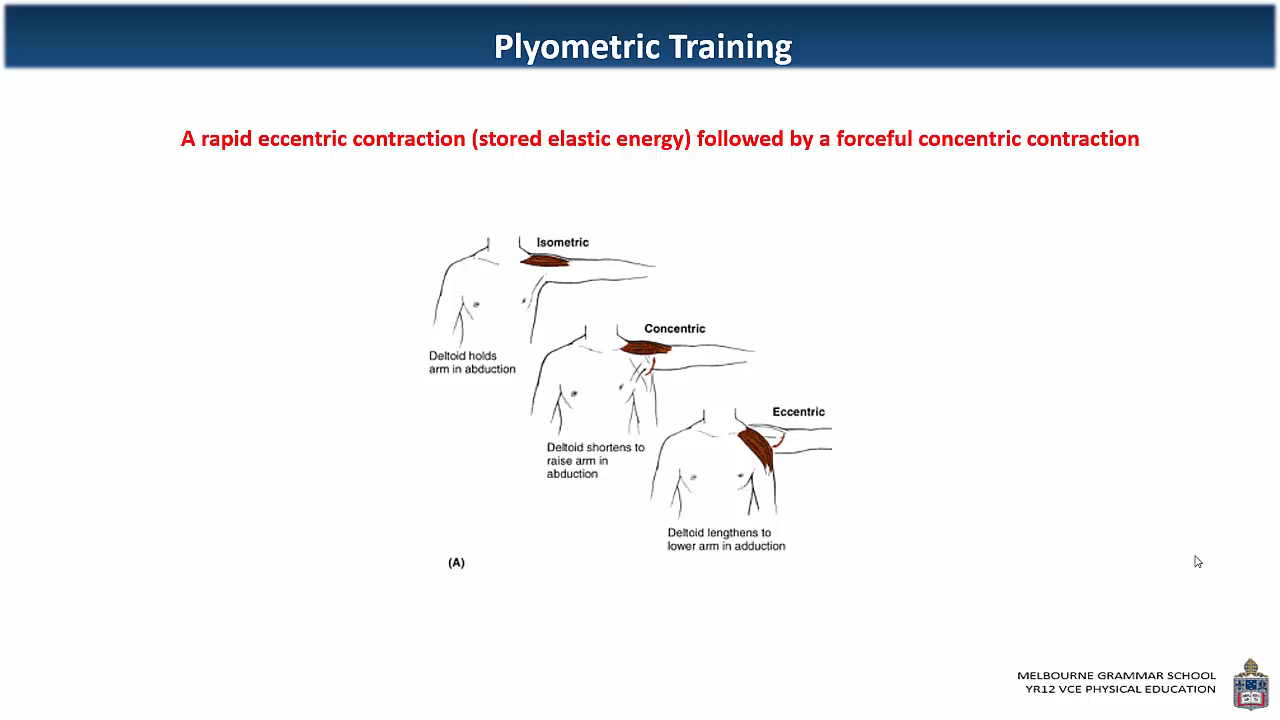 Plyometric Training
A rapid eccentric contraction (stored elastic energy) followed by a forceful concentric contraction
Isometric
Deltoid holds
arm in abduction
Concentric
Deltoid shortens to
raise arm in
abduction
Eccentric
Deltoid lengthens to
lower arm in adduction
(A)
MELBOURNE GRAMMAR SCHOOL
YR12 VCE PHYSICAL EDUCATION